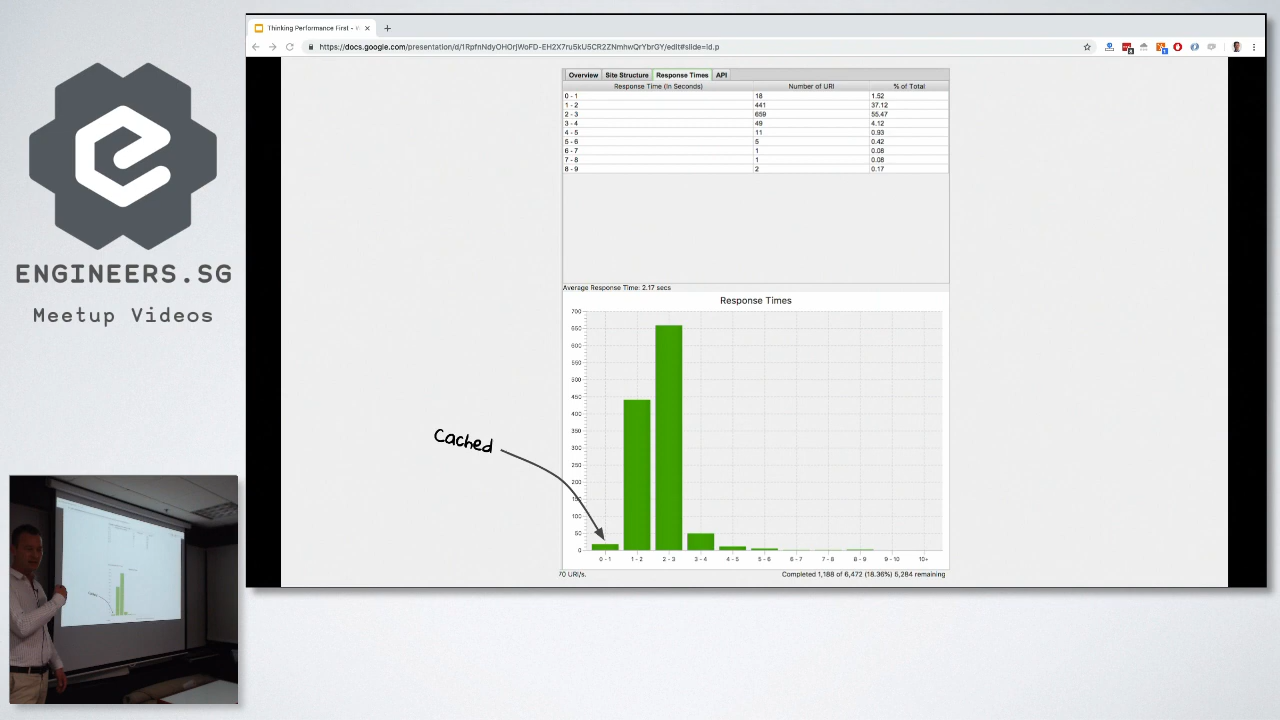 Thinking Performance First - 
https://docs.google.com/presentation/d/1RpfnNdyOHOrjWoFD-EH2X7ru5kU5CR2ZNmhwQrYbrGY/edit#slide=id.p
ENGINEERS.SG
Meetup Videos
Overview Site Structure Response Times API
Response Time (In Seconds) Number of URI % of Total
0 - 1 18 1.52
1 - 2 441 37.12
2 - 3 659 55.47
3 - 4 49 4.12
4 - 5 11 0.93
5 - 6 5 0.42
6 - 7 1 0.08
7 - 8 1 0.08
8 - 9 2 0.17
Average Response Time: 2.17 secs
Response Times
700
650
600
550
500
450
400
350
300
250
200
150
100
50
0
Cached
0 - 1 1 - 2 2 - 3 3 - 4 4 - 5 5 - 6 6 - 7 7 - 8 8 - 9 9 - 10 10+
70 URI/s. Completed 1,188 of 6,472 (18.36%) 5,284 remaining